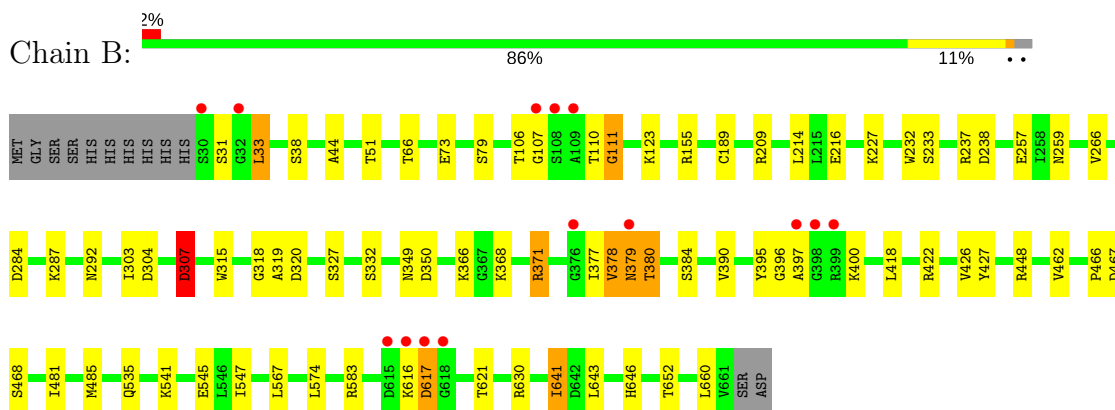 2%
Chain B:
86% 11% • •
MET GLY SER SER HIS HIS HIS HIS HIS HIS S30 S31 G32 L33 S38 A44 T51 T66 E73 S79 T106 G107 S108 A109 T110 G111 K123 R155 C189 R209 L214 L215 E216 K227 W232 S233 R237 D238 E257 I258 N259 V266
D284 K287 N292 I303 D304 D307 W315 G318 A319 D320 S327 S332 N349 D350 K366 G367 K368 R371 G376 I377 V378 N379 T380 S384 V390 Y395 G396 A397 G398 R399 K400 L418 R422 V426 Y427 R448 V462 P466 D467
S468 I481 M485 Q535 K541 E545 L546 I547 L567 L574 R583 D615 K616 D617 G618 T621 R630 I641 D642 L643 H646 T652 L660 V661 SER ASP